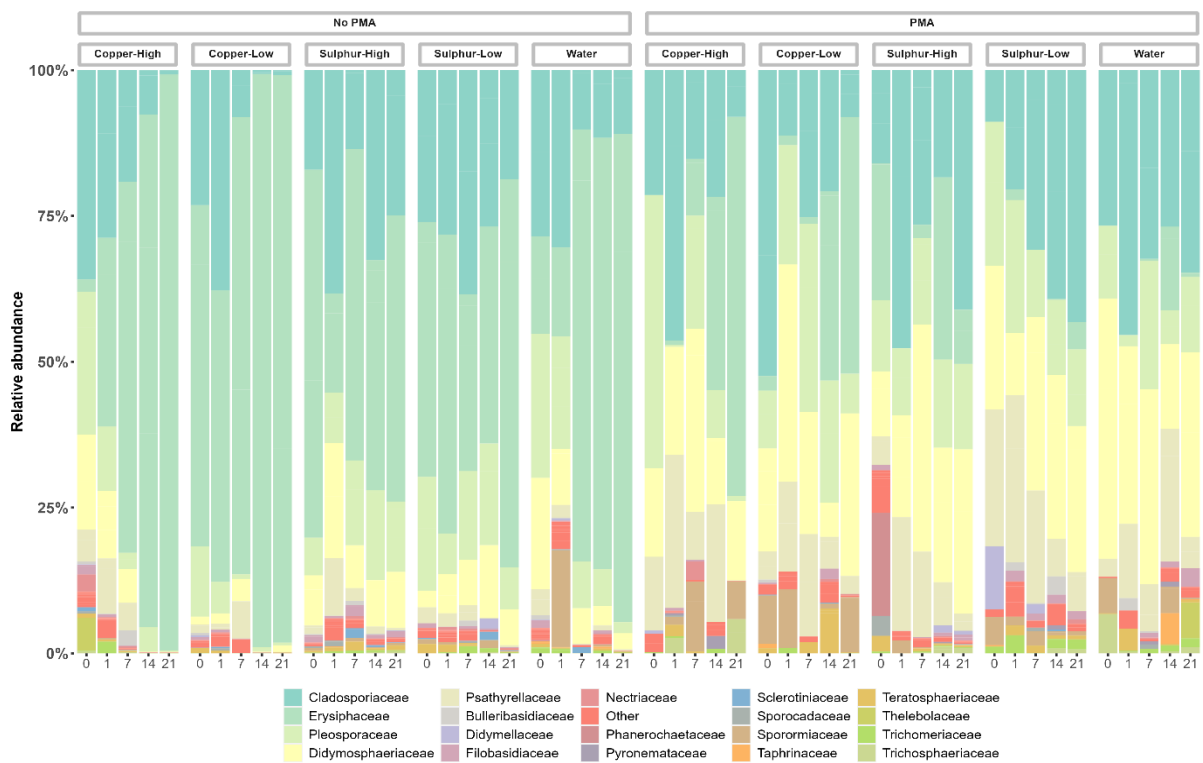 No PMA PMA
Copper-High Copper-Low Sulphur-High Sulphur-Low Water Copper-High Copper-Low Sulphur-High Sulphur-Low Water
100%
75%
50%
25%
0%
Relative abundance
0 1 7 14 21 0 1 7 14 21 0 1 7 14 21 0 1 7 14 21 0 1 7 14 21 0 1 7 14 21 0 1 7 14 21 0 1 7 14 21 0 1 7 14 21 0 1 7 14 21
Cladosporiaceae Psathyrellaceae Nectriaceae Sclerotiniaceae Teratosphaeriaceae
Erysiphaceae Bulleribasidiaceae Other Sporocadaceae Thelebolaceae
Pleosporaceae Didymellaceae Phanerochaetaceae Sporormiaceae Trichomeriaceae
Didymosphaeriaceae Filobasidiaceae Pyronemataceae Taphrinaceae Trichosphaeriaceae